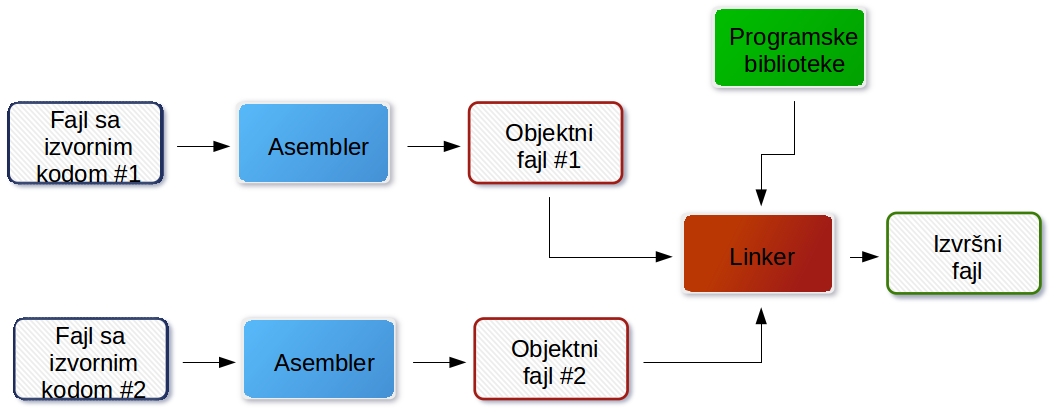 Programske
biblioteke
Fajl sa
izvornim
kodom #1
Asembler
Objektni
fajl #1
Linker
Izvršni
fajl
Fajl sa
izvornim
kodom #2
Asembler
Objektni
fajl #2